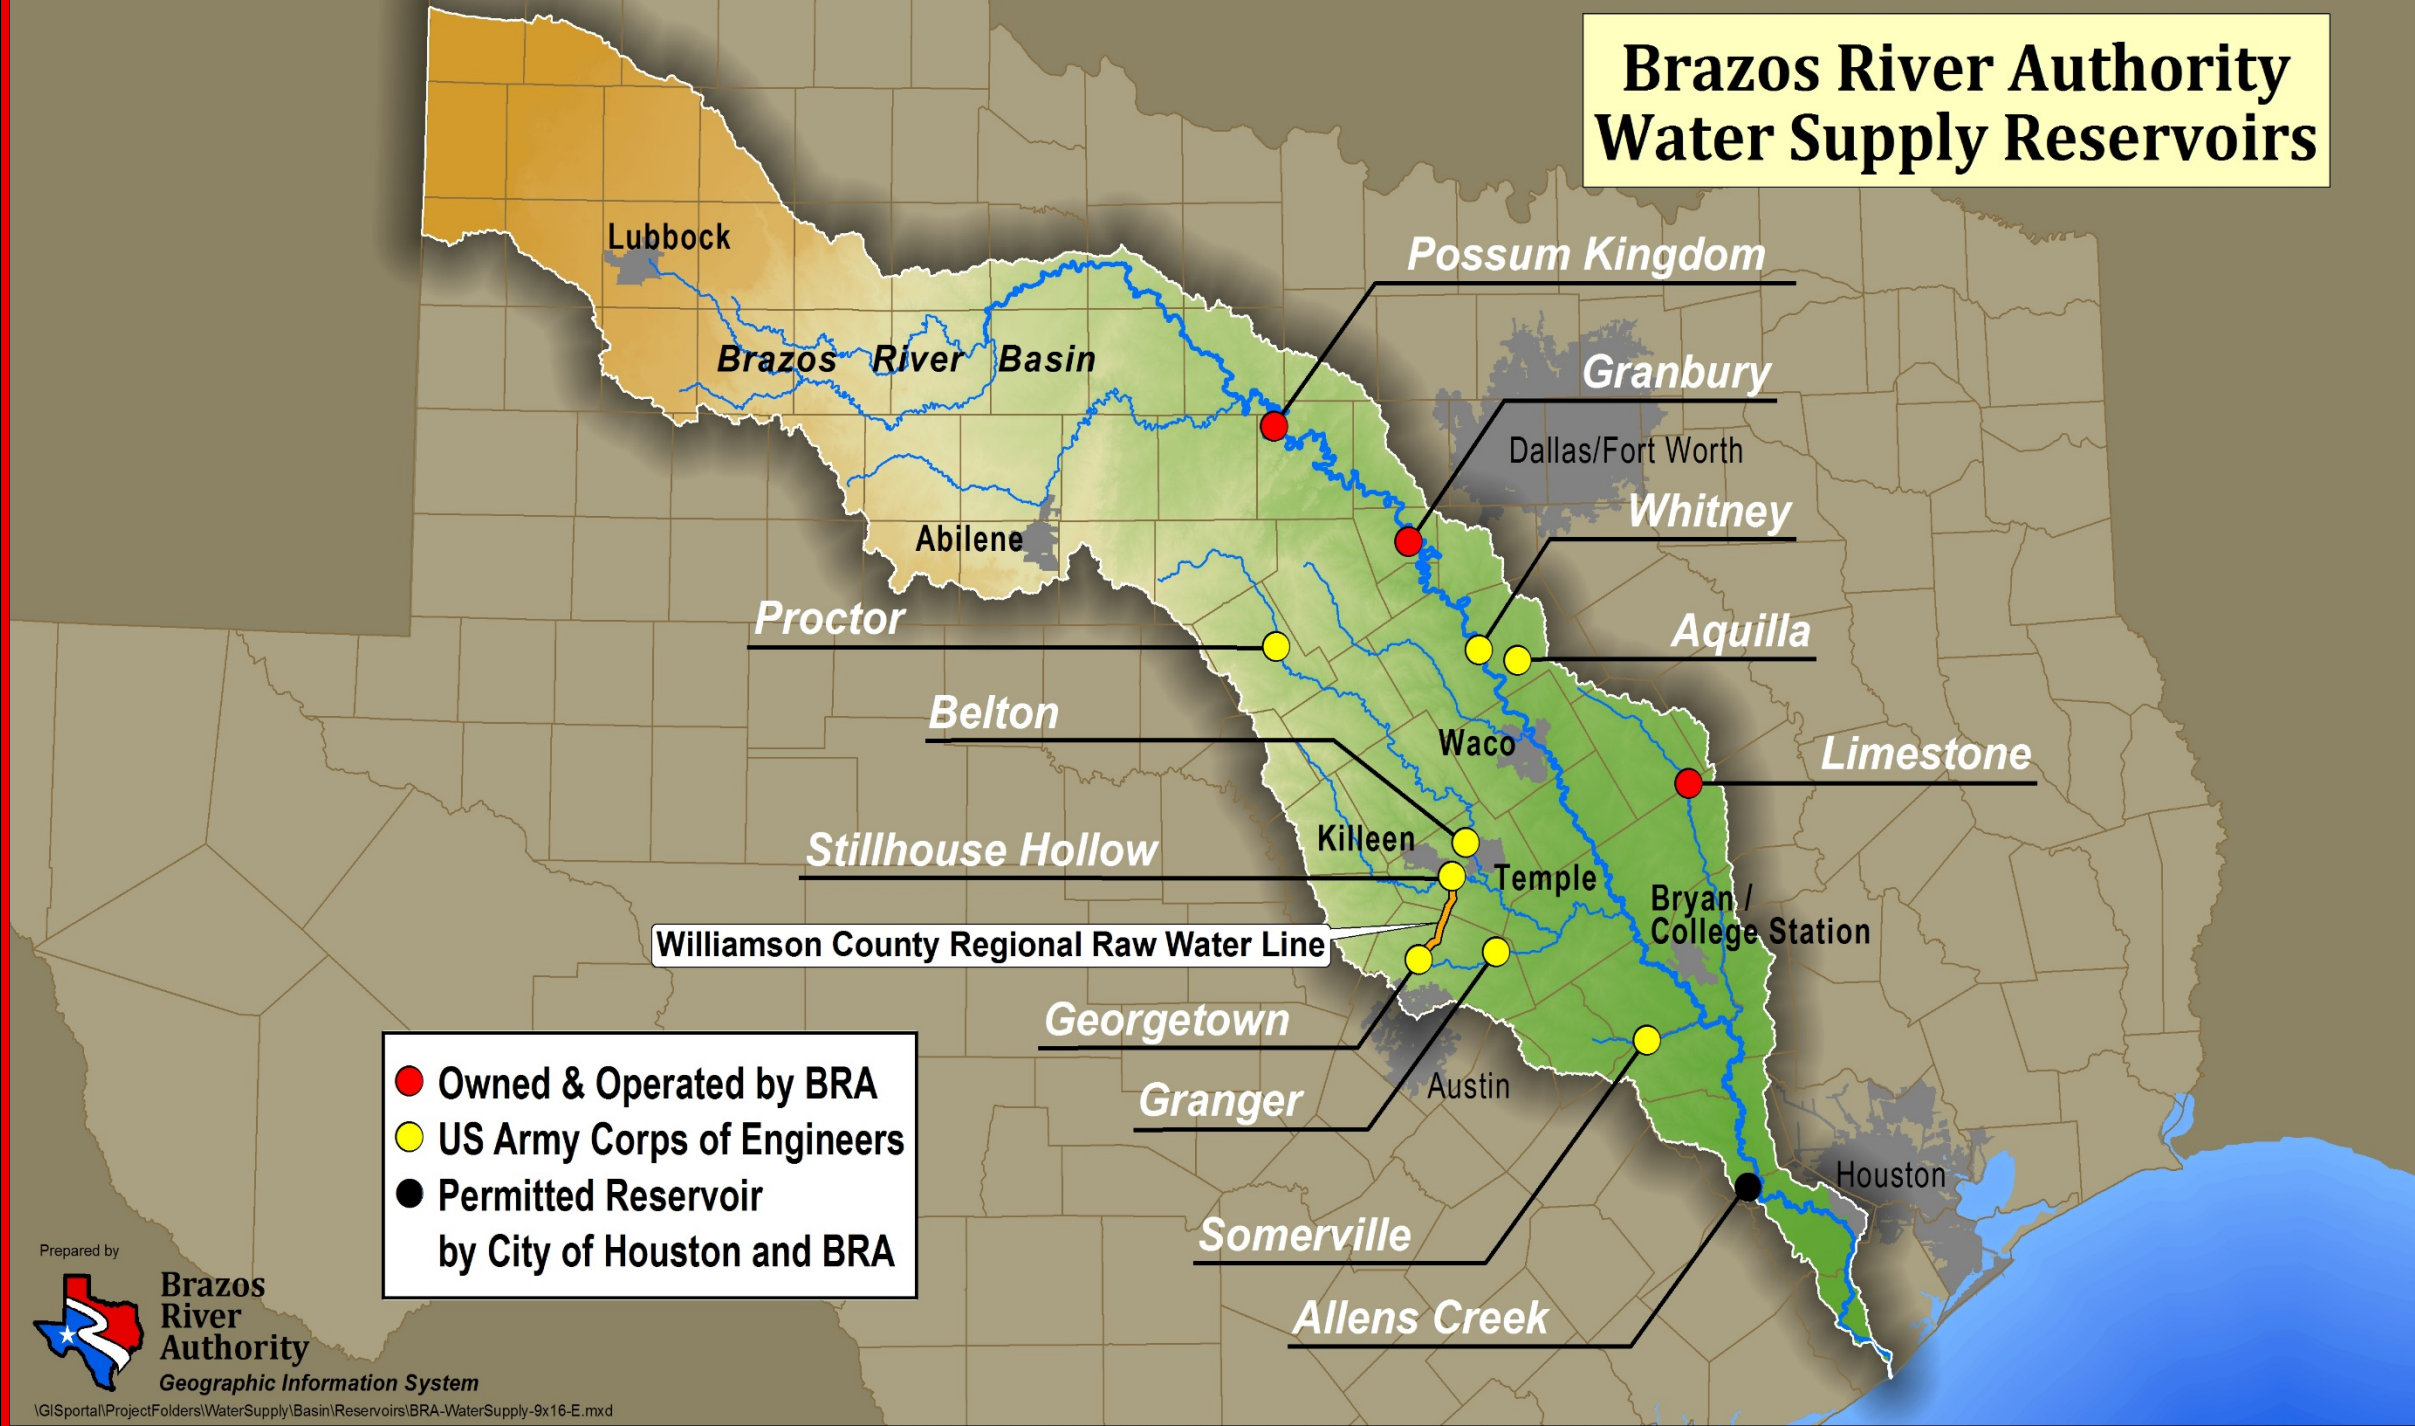 Brazos River Authority
Water Supply Reservoirs
Lubbock
Possum Kingdom
Brazos River Basin
Granbury
Dallas/Fort Worth
Whitney
Abilene
Proctor
Aquilla
Belton
Waco
Limestone
Killeen
Stillhouse Hollow
Temple
Bryan /
College Station
Williamson County Regional Raw Water Line
Georgetown
Granger
Austin
Houston
Somerville
Allens Creek
Owned & Operated by BRA
US Army Corps of Engineers
Permitted Reservoir
by City of Houston and BRA
Prepared by
Brazos
River
Authority
Geographic Information System
\GISportal\ProjectFolders\WaterSupply\Basin\Reservoirs\BRA-WaterSupply-9x16-E.mxd